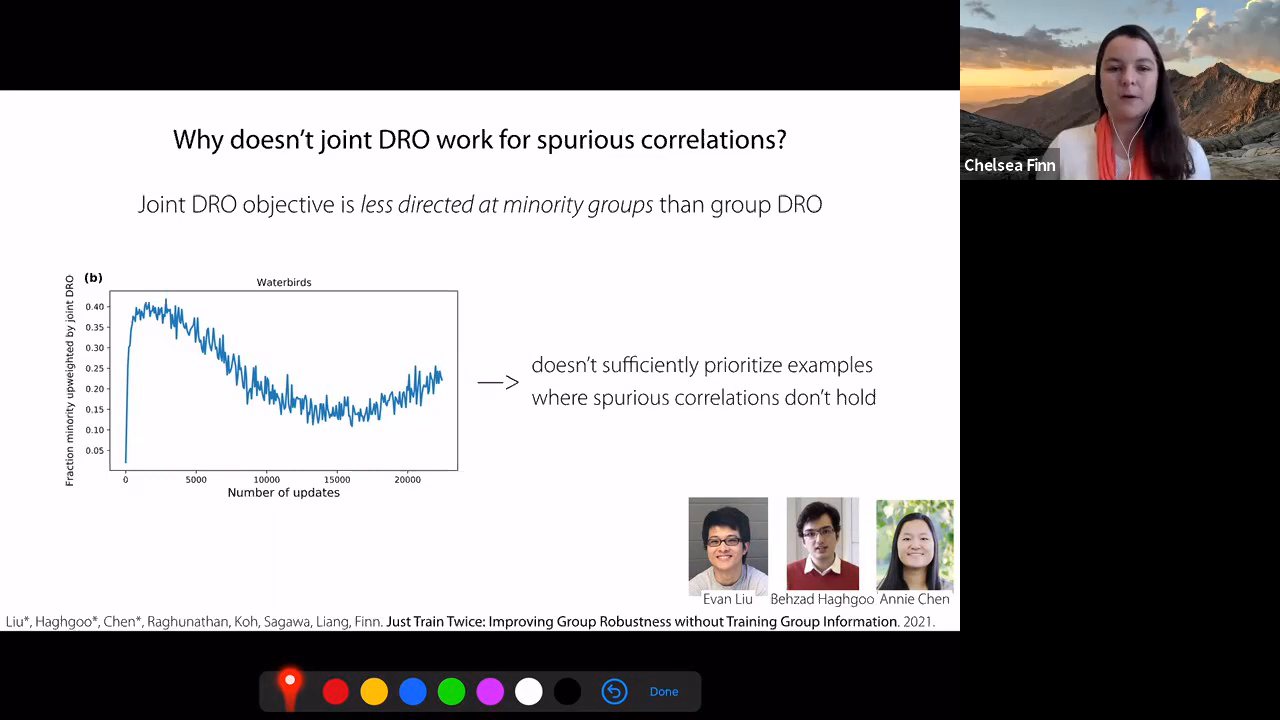 Why doesn't joint DRO work for spurious correlations?
Joint DRO objective is less directed at minority groups than group DRO
(b)
Waterbirds
Fraction minority upweighted by joint DRO
0.40
0.35
0.30
0.25
0.20
0.15
0.10
0.05
0 5000 10000 15000 20000
Number of updates
doesn't sufficiently prioritize examples
where spurious correlations don't hold
Evan Liu Behzad Haghgoo Annie Chen
Liu*, Haghgoo*, Chen*, Raghunathan, Koh, Sagawa, Liang, Finn. Just Train Twice: Improving Group Robustness without Training Group Information. 2021.
Chelsea Finn
Done